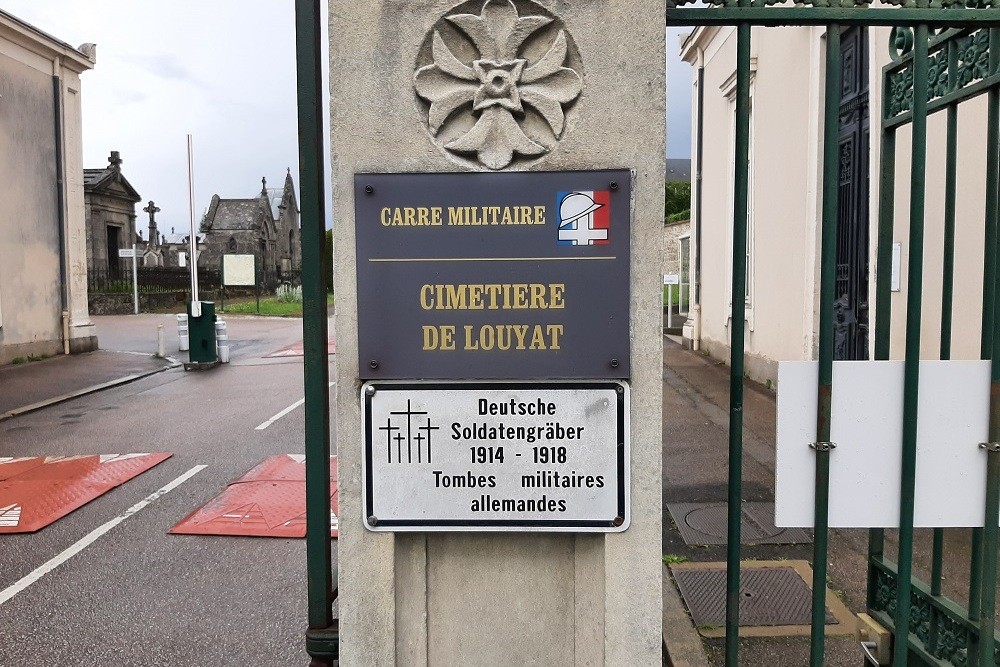 CARRE MILITAIRE
CIMETIERE
DE LOUYAT
Deutsche
Soldatengräber
1914 - 1918
Tombes militaires
allemandes